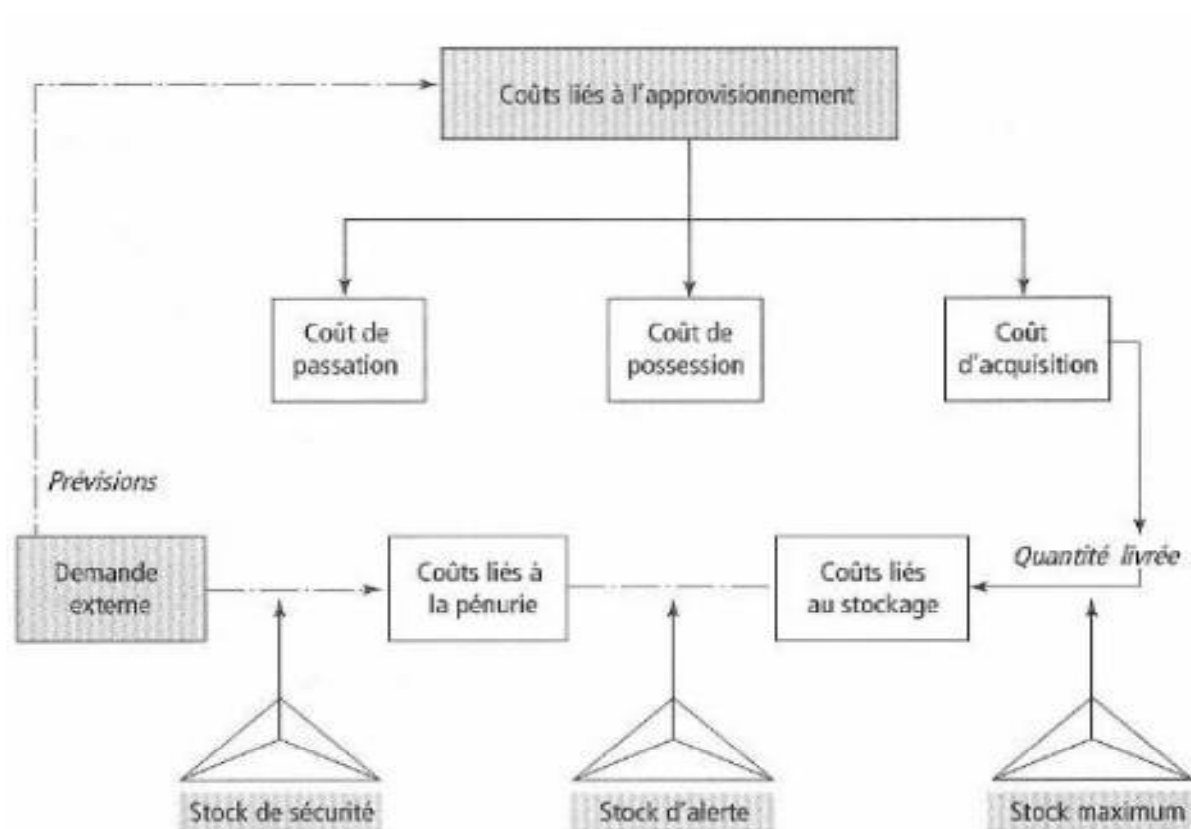 Coûts liés à l'approvisionnement
Coût de
passation
Coût de
possession
Coût
d'acquisition
Prévisions
Demande
externe
Coûts liés à
la pénurie
Coûts liés
au stockage
Quantité livrée
Stock de sécurité
Stock d'alerte
Stock maximum